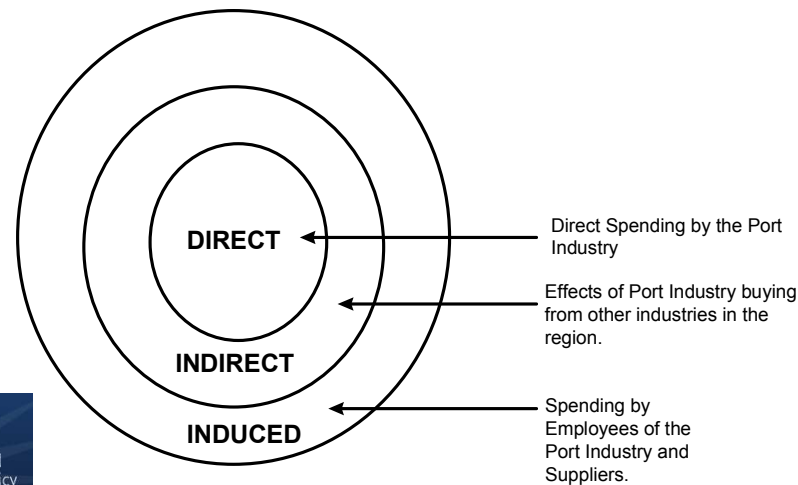 DIRECT
Direct Spending by the Port
Industry
Effects of Port Industry buying
from other industries in the
region.
INDIRECT
Spending by
Employees of the
Port Industry and
Suppliers.
INDUCED